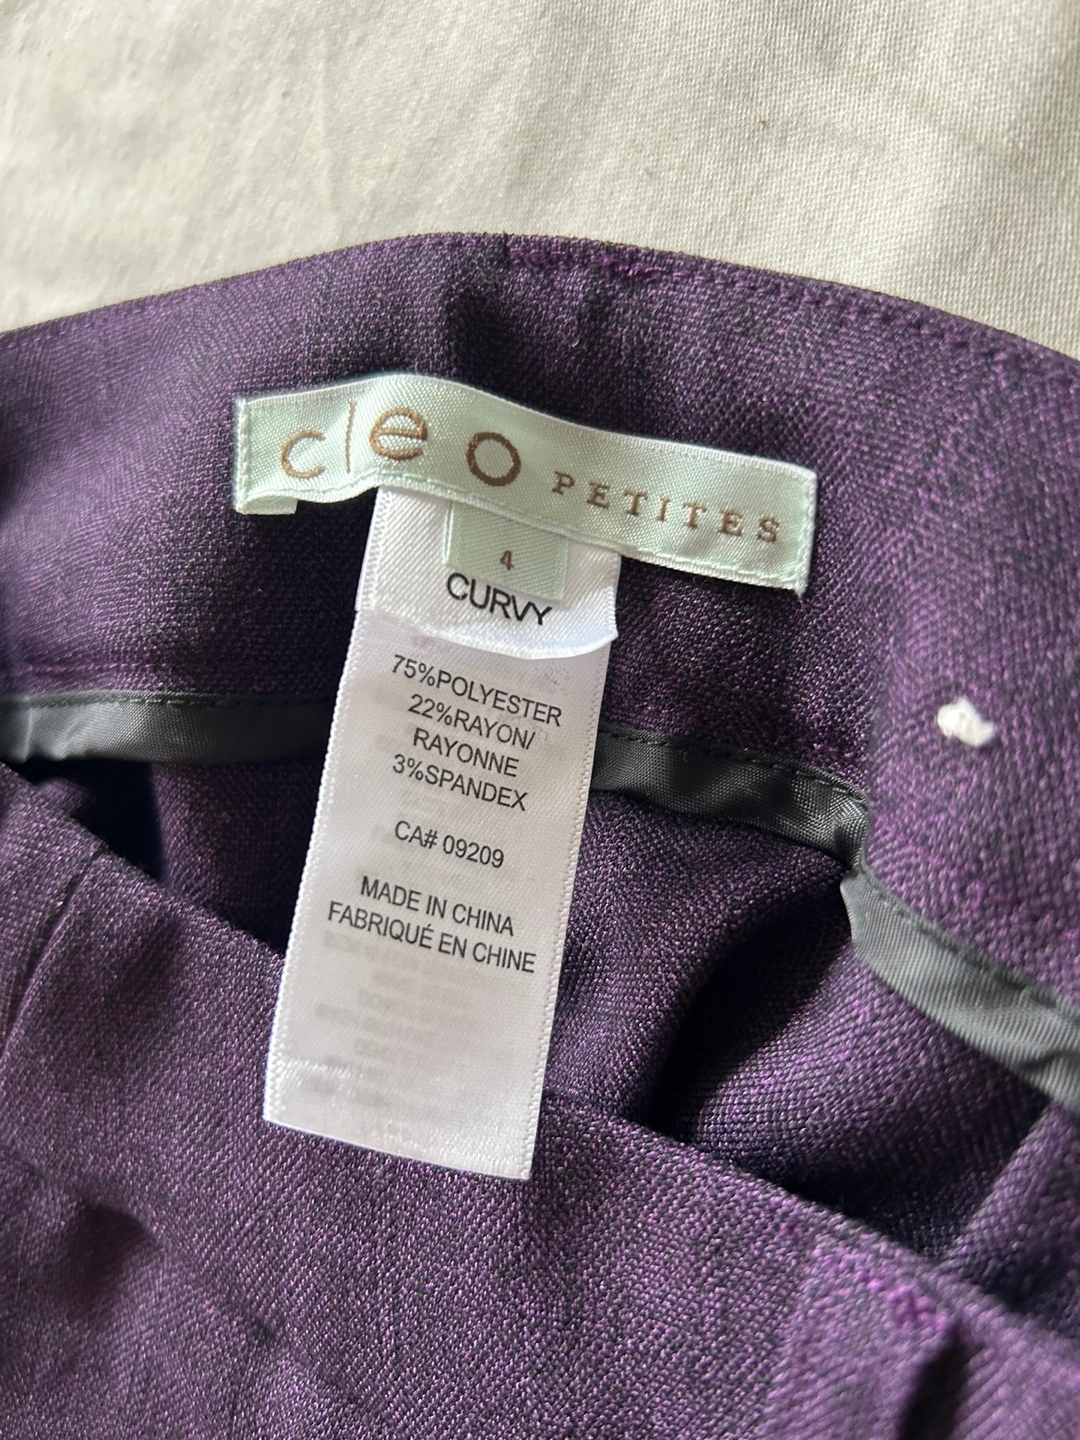 cleo PETITES
4
CURVY
75%POLYESTER
22%RAYON/
RAYONNE
3%SPANDEX
CA# 09209
MADE IN CHINA
FABRIQUÉ EN CHINE